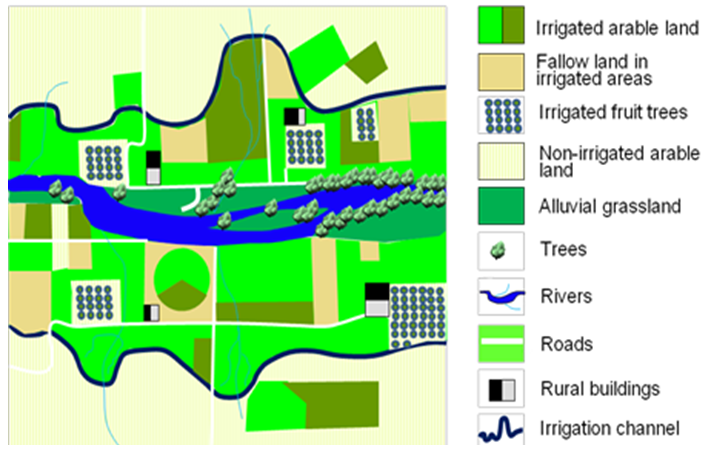 Irrigated arable land
Fallow land in
irrigated areas
Irrigated fruit trees
Non-irrigated arable
land
Alluvial grassland
Trees
Rivers
Roads
Rural buildings
Irrigation channel